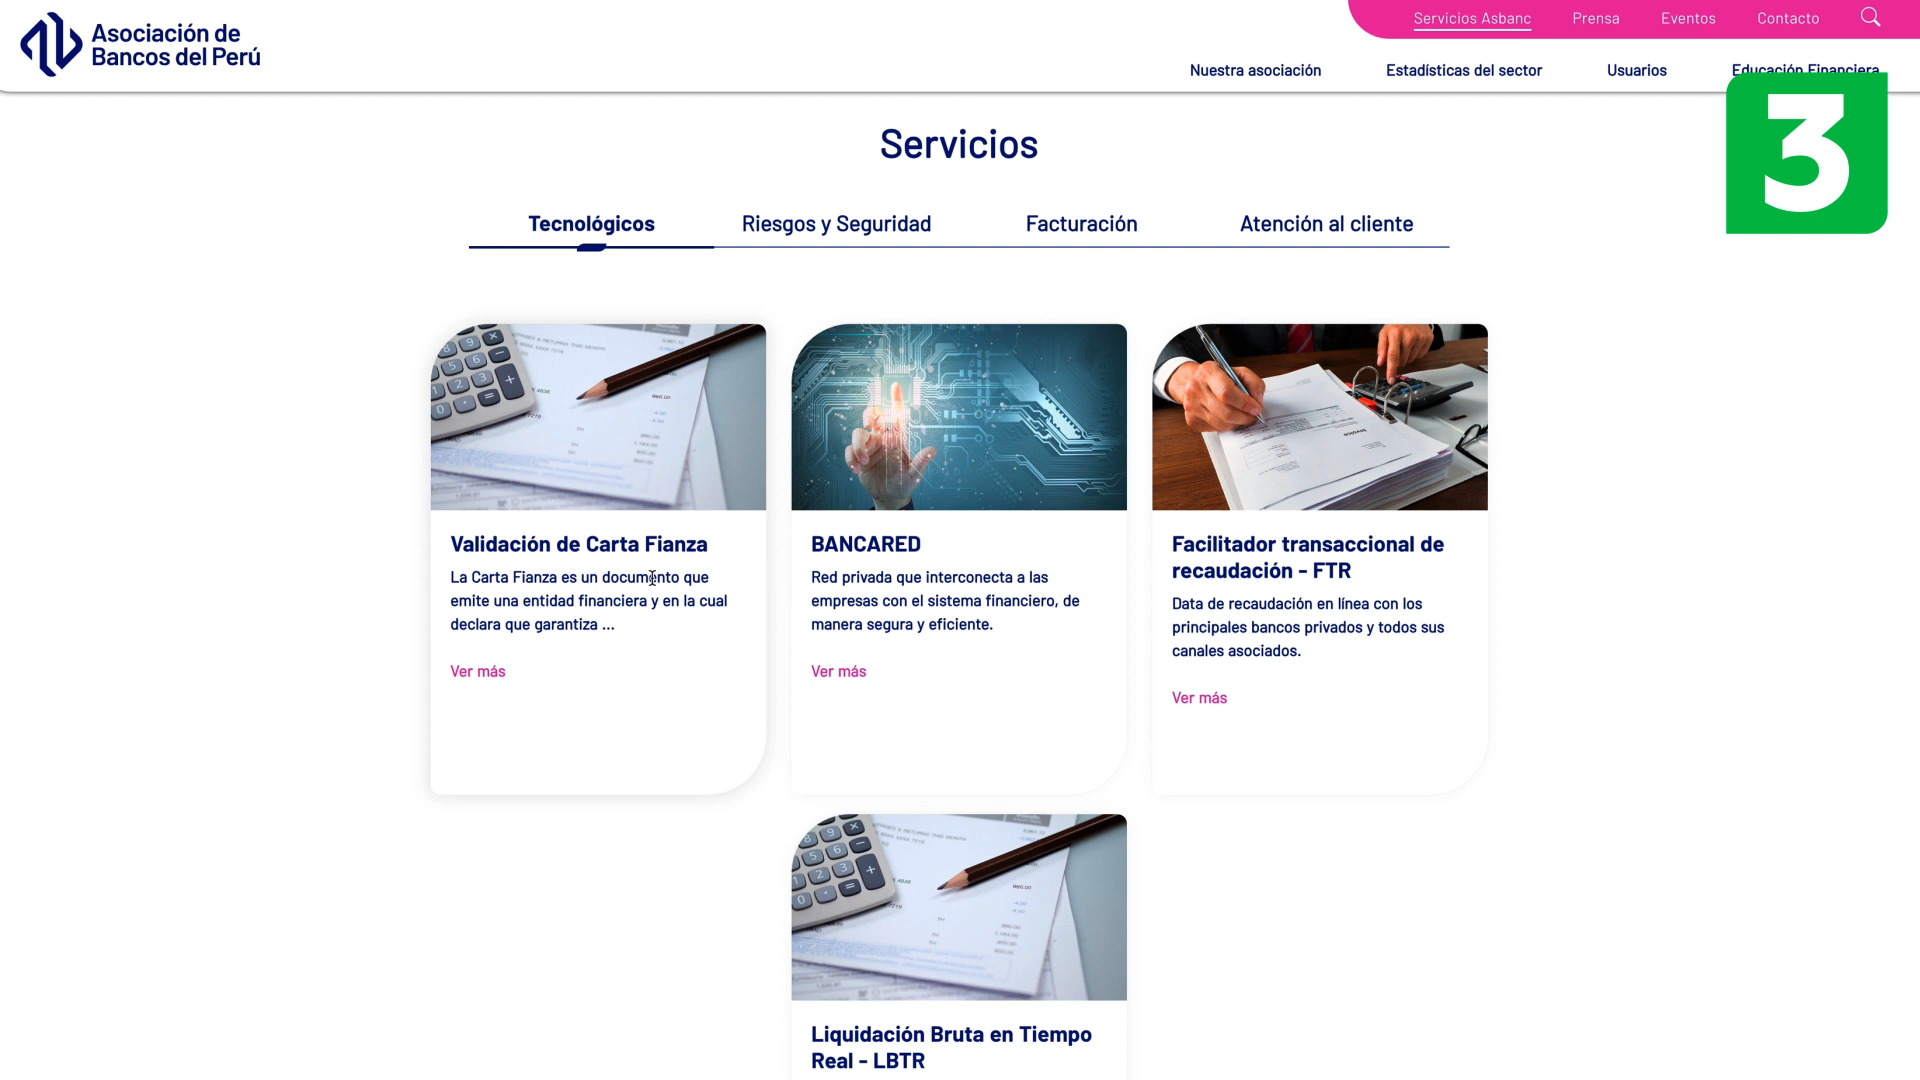 Servicios Asbanc
Prensa
Eventos
Contacto
Asociación de
Bancos del Perú
Nuestra asociación
Estadísticas del sector
Usuarios
Educación Financiera
3
Servicios
Tecnológicos
Riesgos y Seguridad
Facturación
Atención al cliente
Validación de Carta Fianza
La Carta Fianza es un documento que
emite una entidad financiera y en la cual
declara que garantiza ...
Ver más
BANCARED
Red privada que interconecta a las
empresas con el sistema financiero, de
manera segura y eficiente.
Ver más
Facilitador transaccional de
recaudación - FTR
Data de recaudación en línea con los
principales bancos privados y todos sus
canales asociados.
Ver más
Liquidación Bruta en Tiempo
Real - LBTR